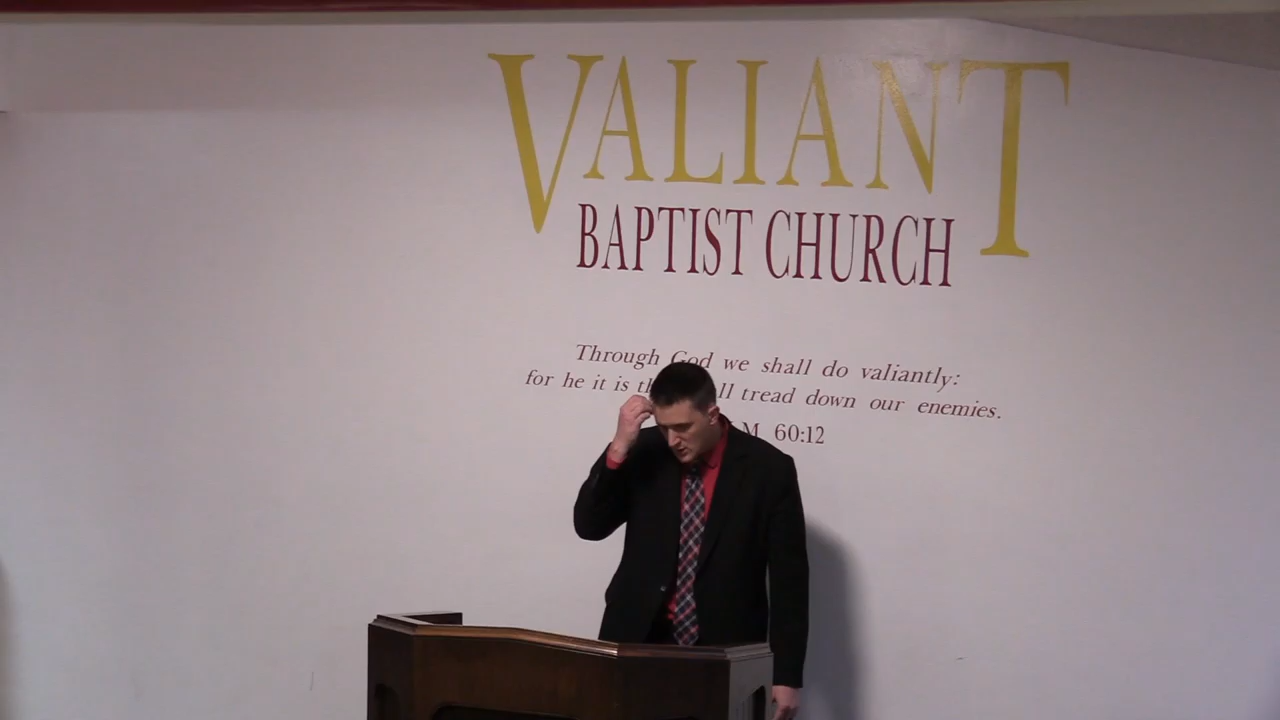 VALIANT
BAPTIST CHURCH
Through God we shall do valiantly:
for he it is tread down our enemies.
60:12